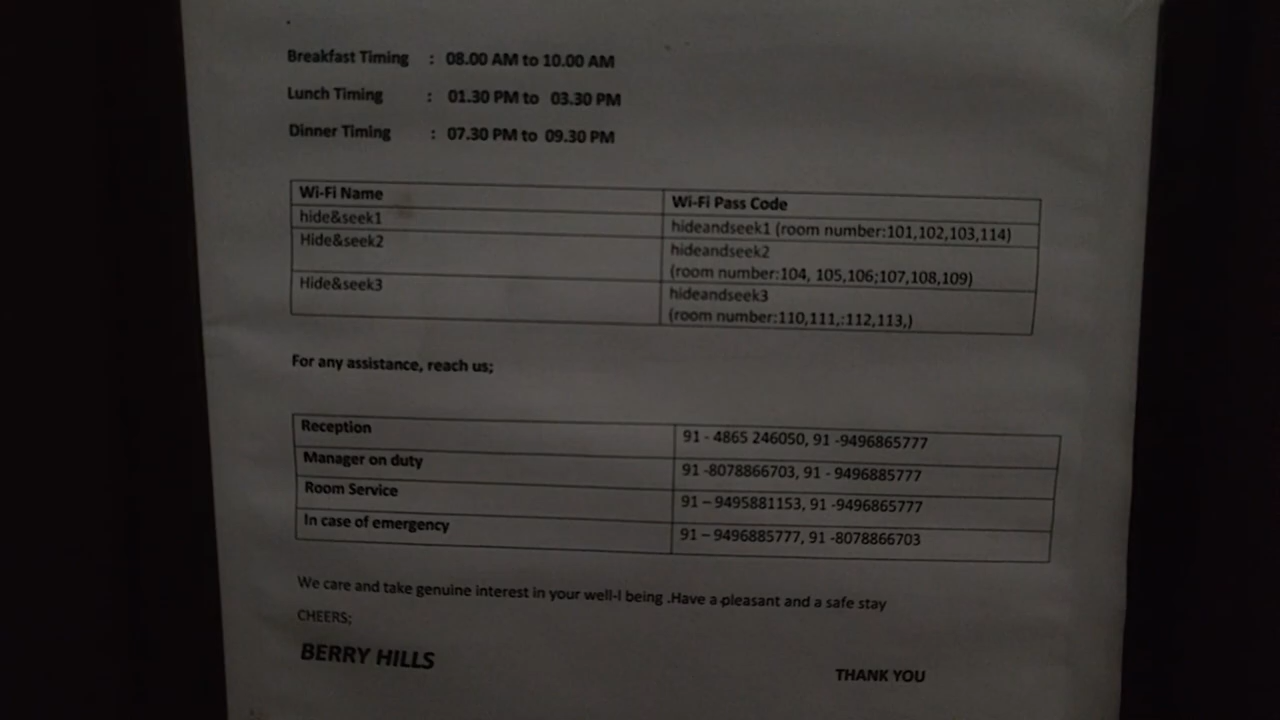 Breakfast Timing : 08.00 AM to 10.00 AM
Lunch Timing : 01.30 PM to 03.30 PM
Dinner Timing : 07.30 PM to 09.30 PM
Wi-Fi Name Wi-Fi Pass Code
hide&seek1 hideandseek1 (room number:101,102,103,114)
Hide&seek2 hideandseek2
(room number:104, 105,106;107,108,109)
Hide&seek3 hideandseek3
(room number:110,111,:112,113,)
For any assistance, reach us;
Reception 91 - 4865 246050, 91 -9496865777
Manager on duty 91 -8078866703, 91 - 9496885777
Room Service 91 – 9495881153, 91 -9496865777
In case of emergency 91 – 9496885777, 91 -8078866703
We care and take genuine interest in your well-l being .Have a pleasant and a safe stay
CHEERS;
BERRY HILLS
THANK YOU